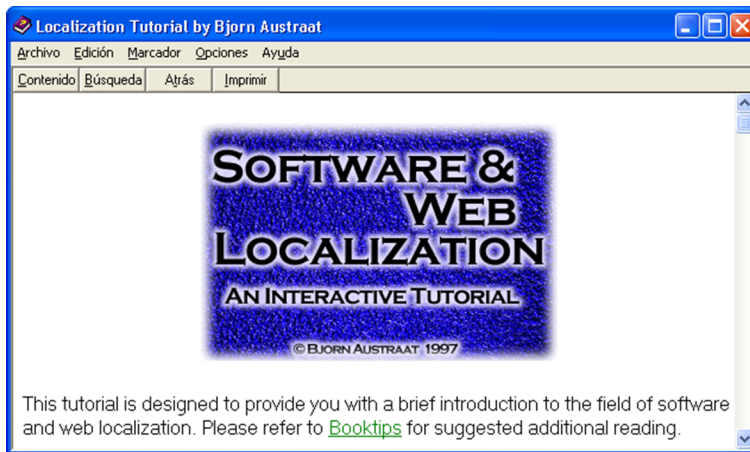 Localization Tutorial by Bjorn Austraat
Archivo Edición Marcador Opciones Ayuda
Contenido Búsqueda Atrás Imprimir
SOFTWARE &
WEB
LOCALIZATION
AN INTERACTIVE TUTORIAL
© BJORN AUSTRAAT 1997
This tutorial is designed to provide you with a brief introduction to the field of software
and web localization. Please refer to Booktips for suggested additional reading.